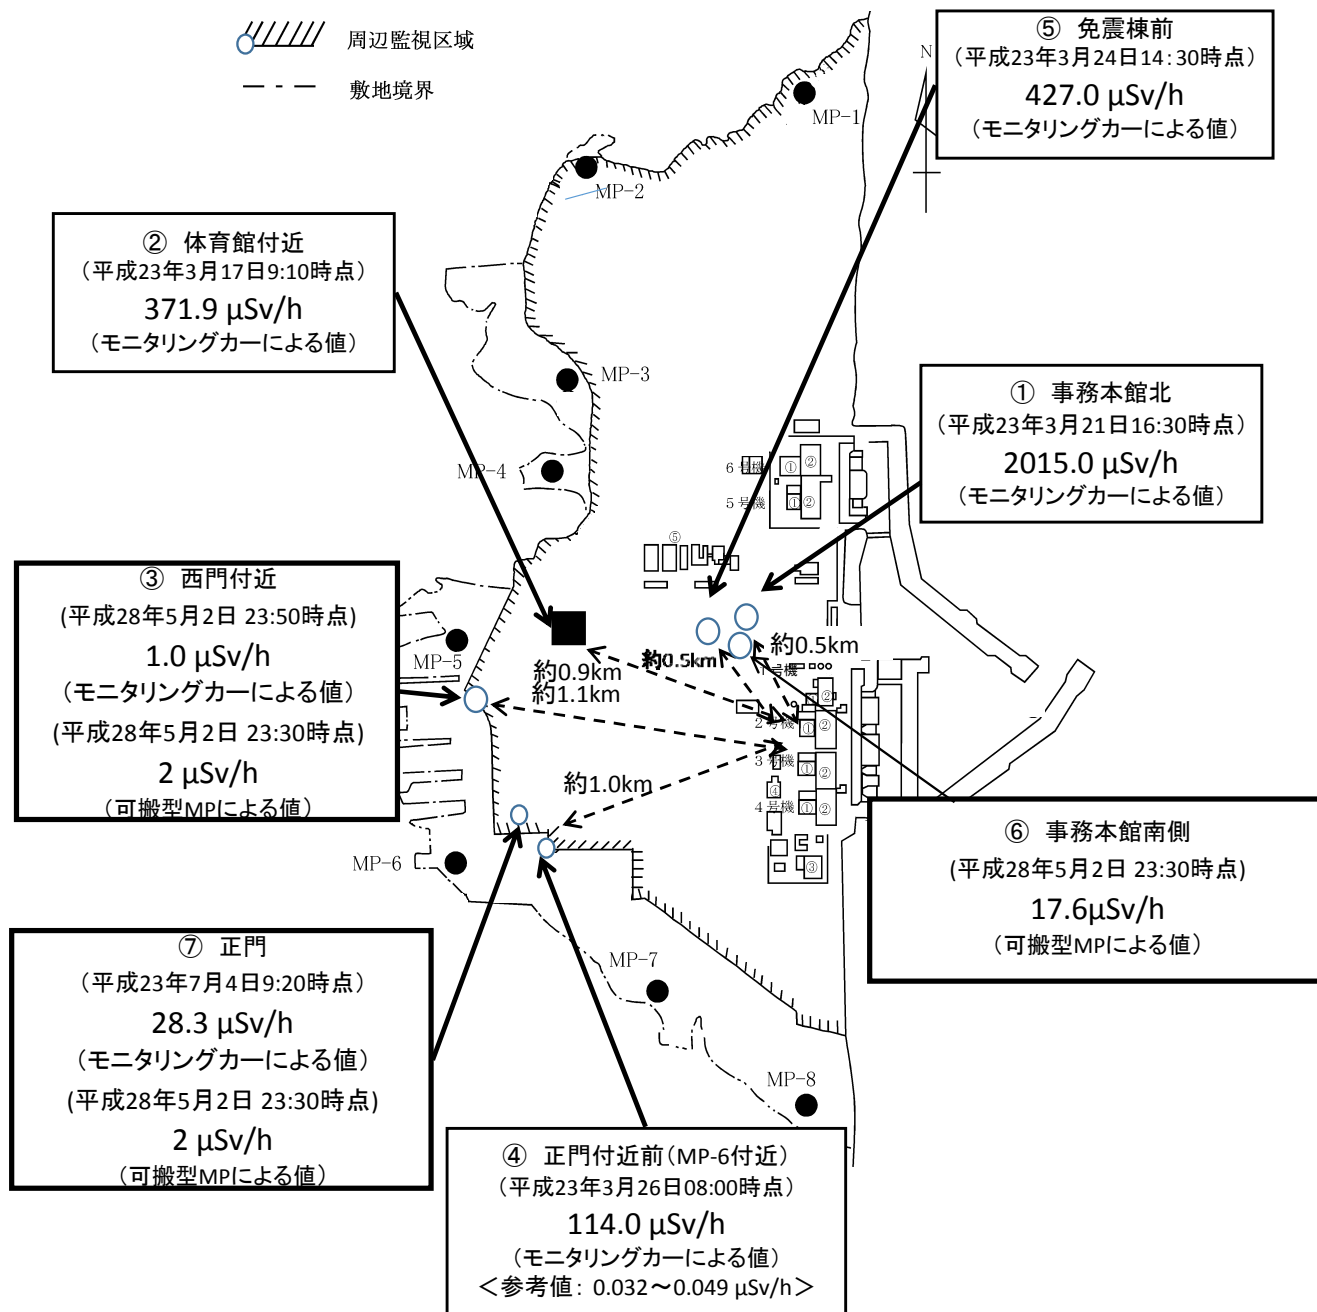 周辺監視区域
敷地境界
⑤ 免震棟前
（平成23年3月24日14:30時点）
427.0 μSv/h
（モニタリングカーによる値）
N
MP-1
MP-2
② 体育館付近
（平成23年3月17日9:10時点）
371.9 μSv/h
（モニタリングカーによる値）
MP-3
① 事務本館北
（平成23年3月21日16:30時点）
2015.0 μSv/h
（モニタリングカーによる値）
MP-4
6号機
①
②
5号機
①
②
⑤
③ 西門付近
(平成28年5月2日 23:50時点)
1.0 μSv/h
（モニタリングカーによる値）
(平成28年5月2日 23:30時点)
2 μSv/h
（可搬型MPによる値）
MP-5
約0.9km
約1.1km
約0.5km
約0.5km
1号機
②
2号機
①
②
3号機
①
②
約1.0km
④
4号機
①
②
③
MP-6
⑥ 事務本館南側
(平成28年5月2日 23:30時点)
17.6μSv/h
（可搬型MPによる値）
⑦ 正門
（平成23年7月4日9:20時点）
28.3 μSv/h
（モニタリングカーによる値）
(平成28年5月2日 23:30時点)
2 μSv/h
（可搬型MPによる値）
MP-7
MP-8
④ 正門付近前（MP-6付近）
（平成23年3月26日08:00時点）
114.0 μSv/h
（モニタリングカーによる値）
＜参考値: 0.032～0.049 μSv/h＞